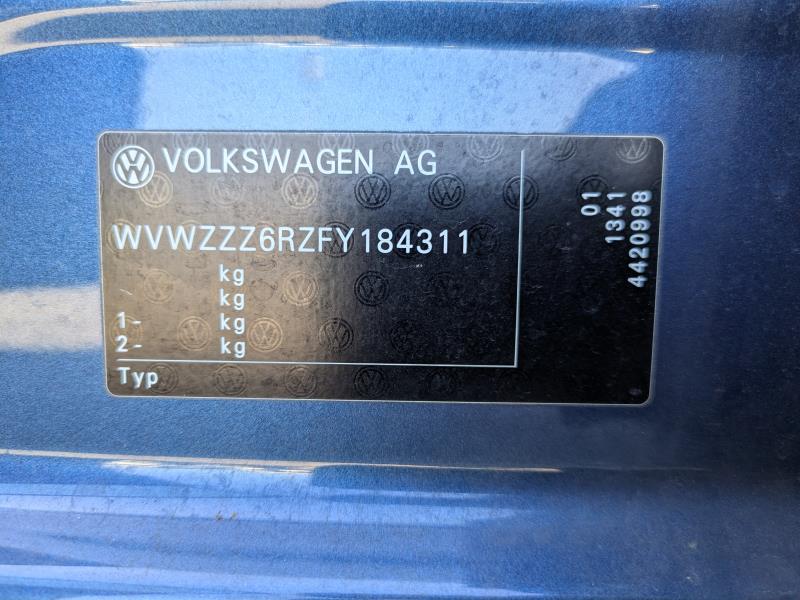 VOLKSWAGEN AG
WVWZZZ6RZFY184311
kg
kg
1- kg
2- kg
Typ
01
1341
4420998